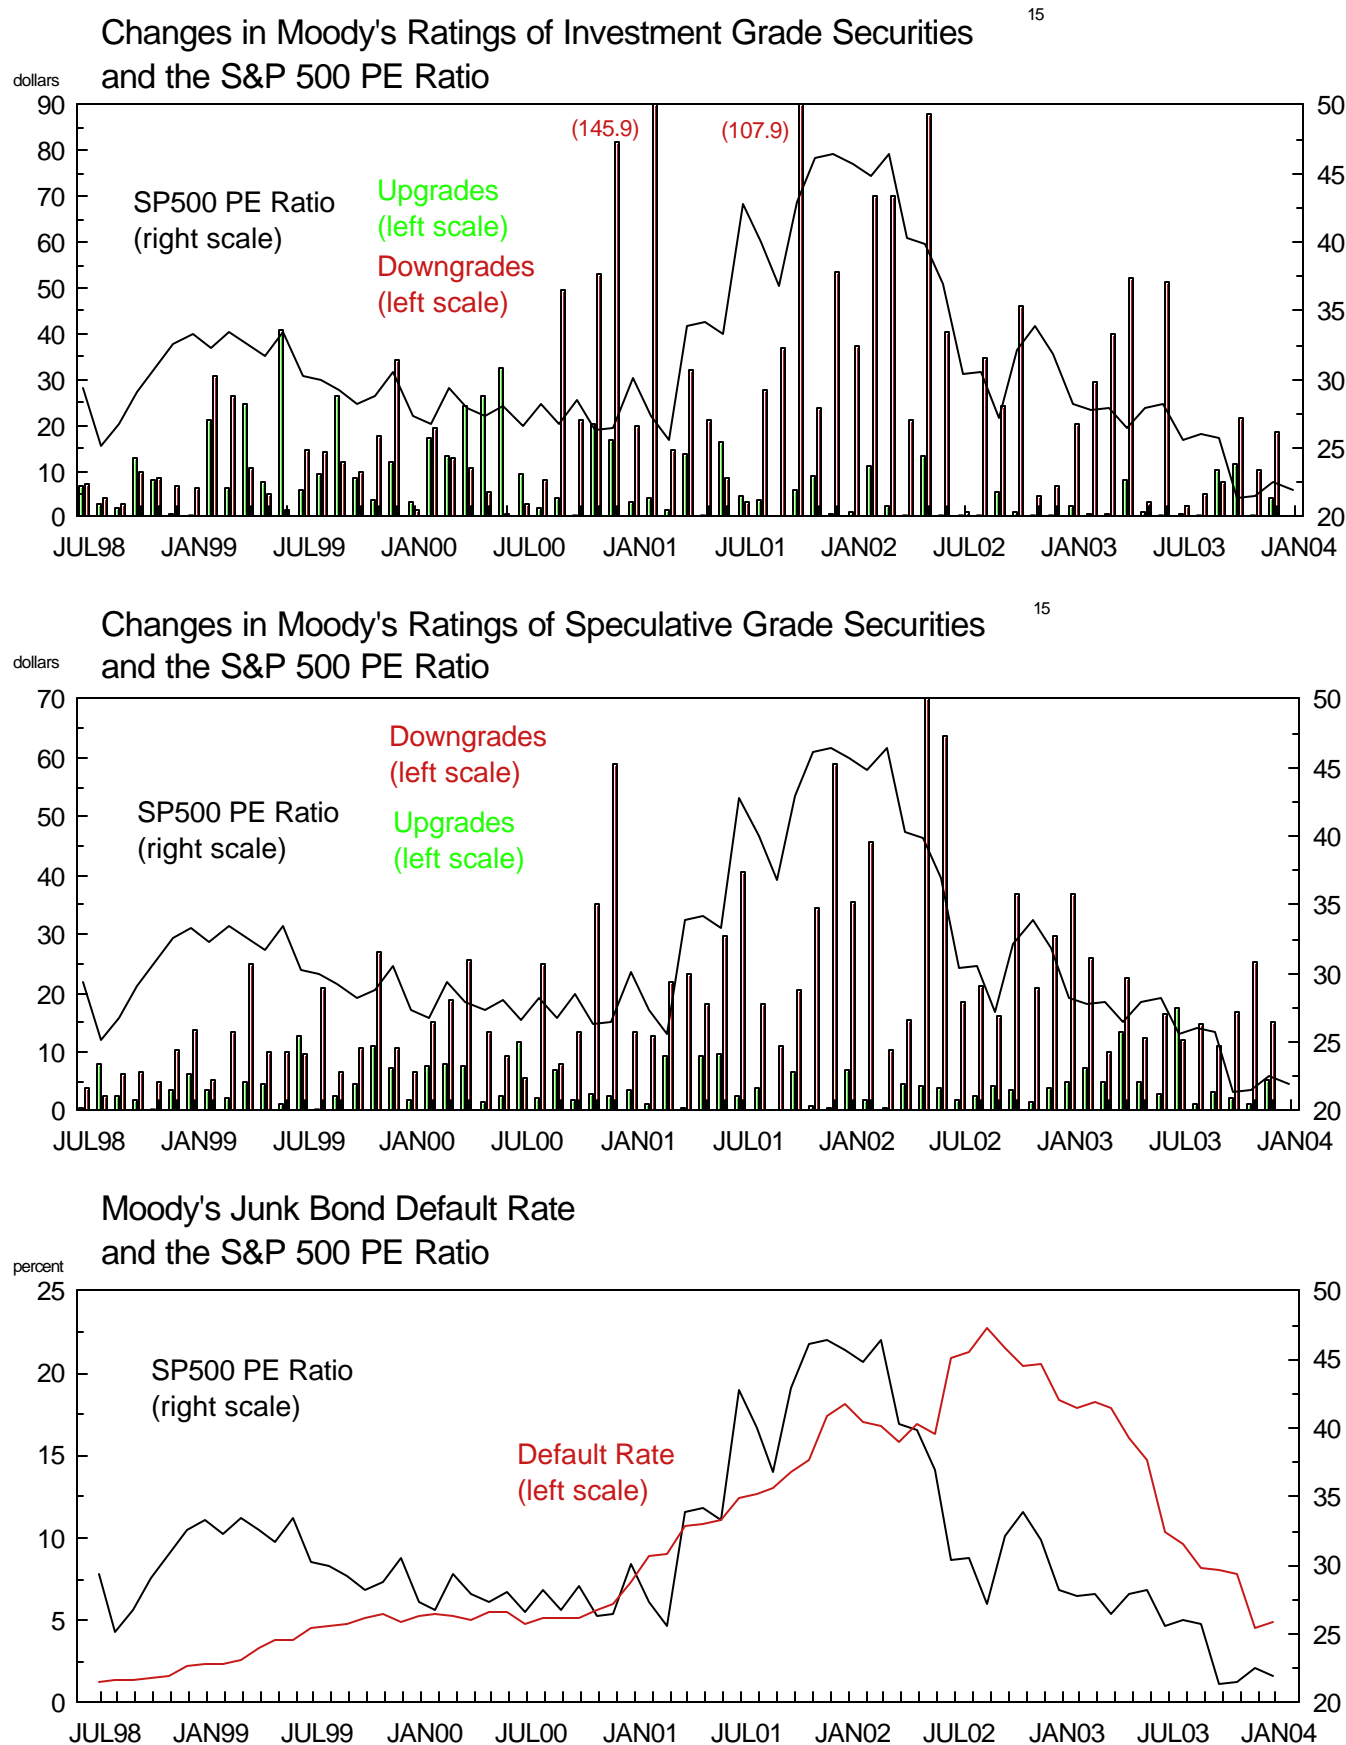 15
Changes in Moody's Ratings of Investment Grade Securities
and the S&P 500 PE Ratio
dollars
90
80
70
60
50
40
30
20
10
0
50
45
40
35
30
25
20
(145.9)
(107.9)
SP500 PE Ratio
(right scale)
Upgrades
(left scale)
Downgrades
(left scale)
JUL98 JAN99 JUL99 JAN00 JUL00 JAN01 JUL01 JAN02 JUL02 JAN03 JUL03 JAN04
15
Changes in Moody's Ratings of Speculative Grade Securities
and the S&P 500 PE Ratio
dollars
70
60
50
40
30
20
10
0
50
45
40
35
30
25
20
Downgrades
(left scale)
SP500 PE Ratio
(right scale)
Upgrades
(left scale)
JUL98 JAN99 JUL99 JAN00 JUL00 JAN01 JUL01 JAN02 JUL02 JAN03 JUL03 JAN04
Moody's Junk Bond Default Rate
and the S&P 500 PE Ratio
percent
25
20
15
10
5
0
50
45
40
35
30
25
20
SP500 PE Ratio
(right scale)
Default Rate
(left scale)
JUL98 JAN99 JUL99 JAN00 JUL00 JAN01 JUL01 JAN02 JUL02 JAN03 JUL03 JAN04